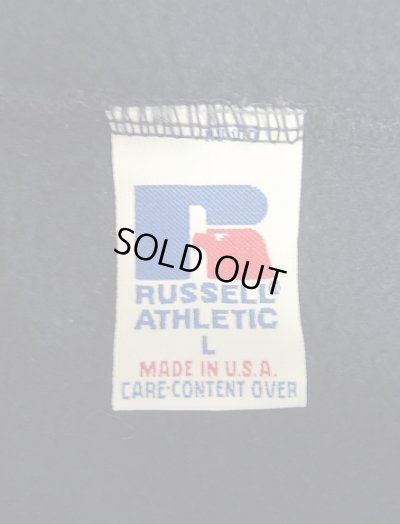 SOLD OUT
RUSSELL®
ATHLETIC
L
MADE IN U.S.A.
CARE-CONTENT OVER